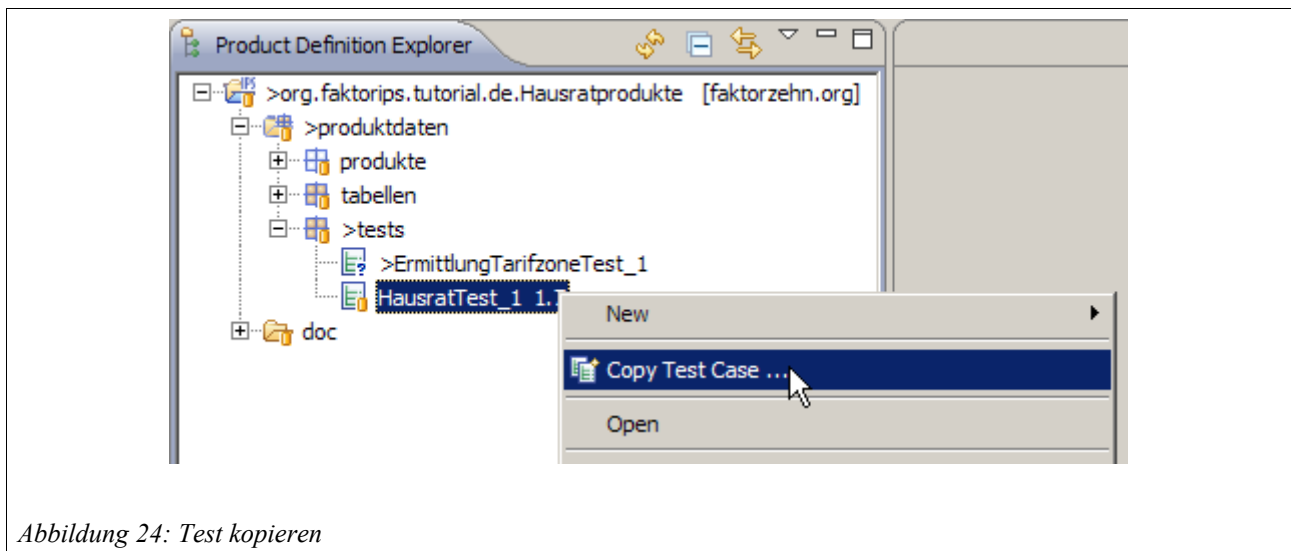 Product Definition Explorer
>org.faktorips.tutorial.de.Hausratprodukte [faktorzehn.org]
>produktdaten
produkte
tabellen
>tests
>ErmittlungTarifzoneTest_1
HausratTest_1 1.
doc
New
Copy Test Case ...
Open
Abbildung 24: Test kopieren